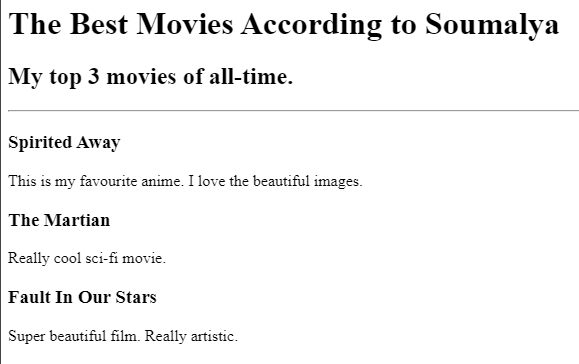 The Best Movies According to Soumalya
My top 3 movies of all-time.
Spirited Away
This is my favourite anime. I love the beautiful images.
The Martian
Really cool sci-fi movie.
Fault In Our Stars
Super beautiful film. Really artistic.